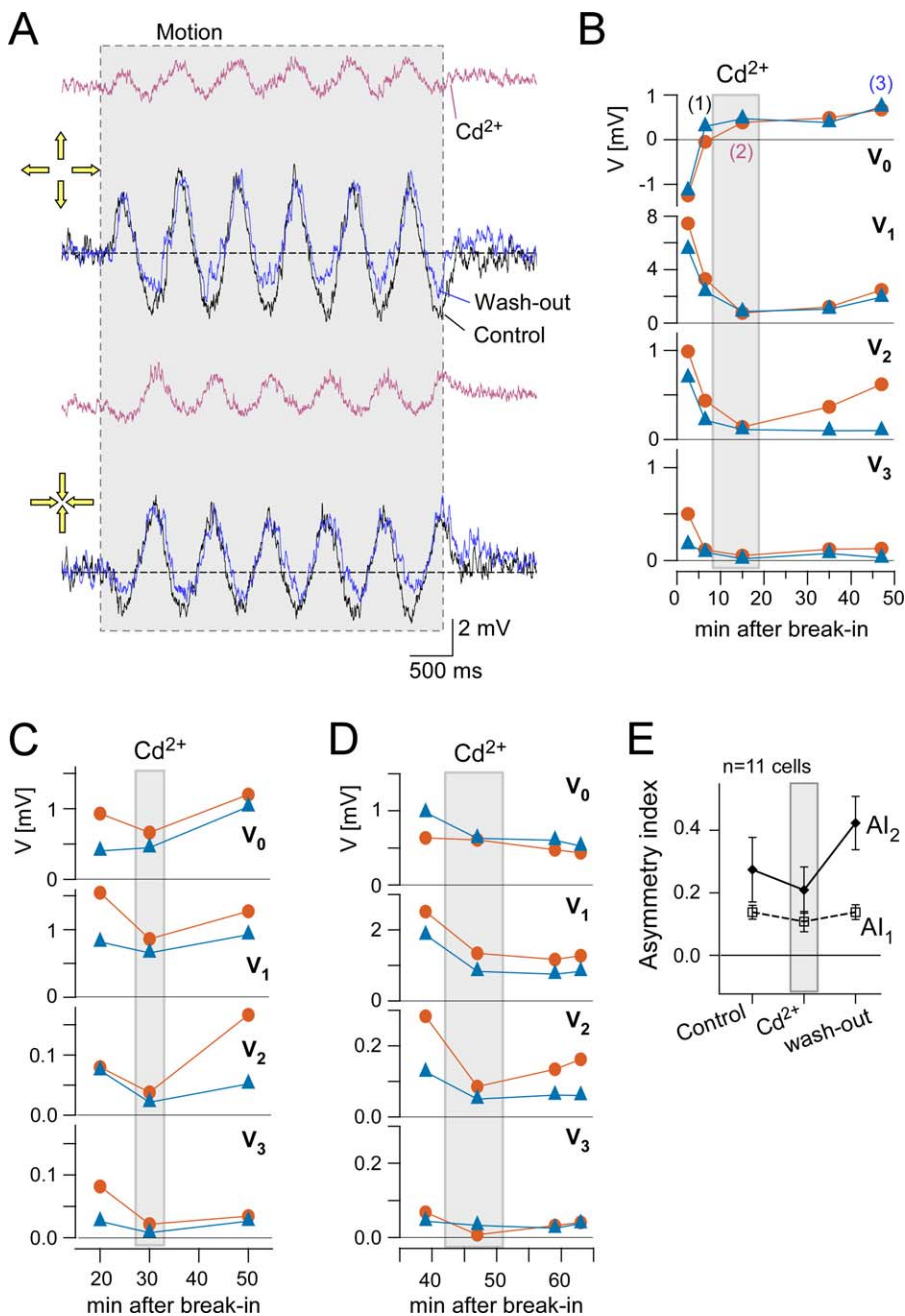 A
Motion
Cd2+
Wash-out
Control
2 mV
500 ms
B
Cd2+
(1)
(3)
(2)
V [mV]
1
0
-1
V0
8
4
0
V1
1
0
V2
1
0
V3
0 10 20 30 40 50
min after break-in
C
Cd2+
V [mV]
1
0
V0
1
0
V1
0.1
0.0
V2
0.1
0.0
V3
20 30 40 50
min after break-in
D
Cd2+
V [mV]
1
0
V0
2
0
V1
0.2
0.0
V2
0.2
0.0
V3
40 50 60
min after break-in
E
n=11 cells
Asymmetry index
0.4
0.2
0.0
AI2
AI1
Control
Cd2+
wash-out